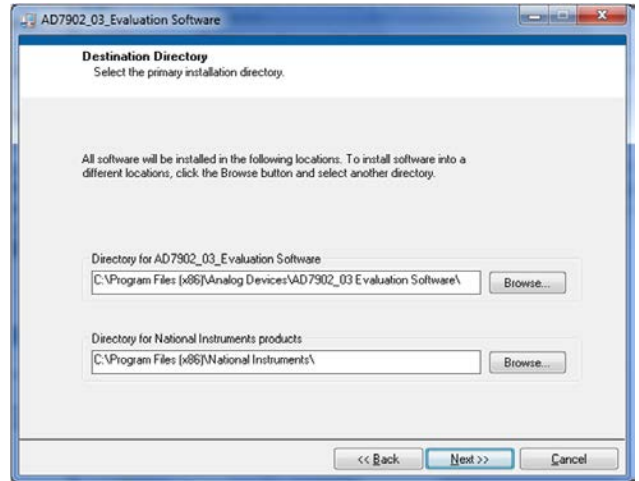 AD7902_03_Evaluation Software
Destination Directory
Select the primary installation directory.
All software will be installed in the following locations. To install software into a
different locations, click the Browse button and select another directory.
Directory for AD7902_03_Evaluation Software
C:\Program Files (x86)\Analog Devices\AD7902_03 Evaluation Software\
Browse...
Directory for National Instruments products
C:\Program Files (x86)\National Instruments\
Browse...
<< Back
Next >>
Cancel